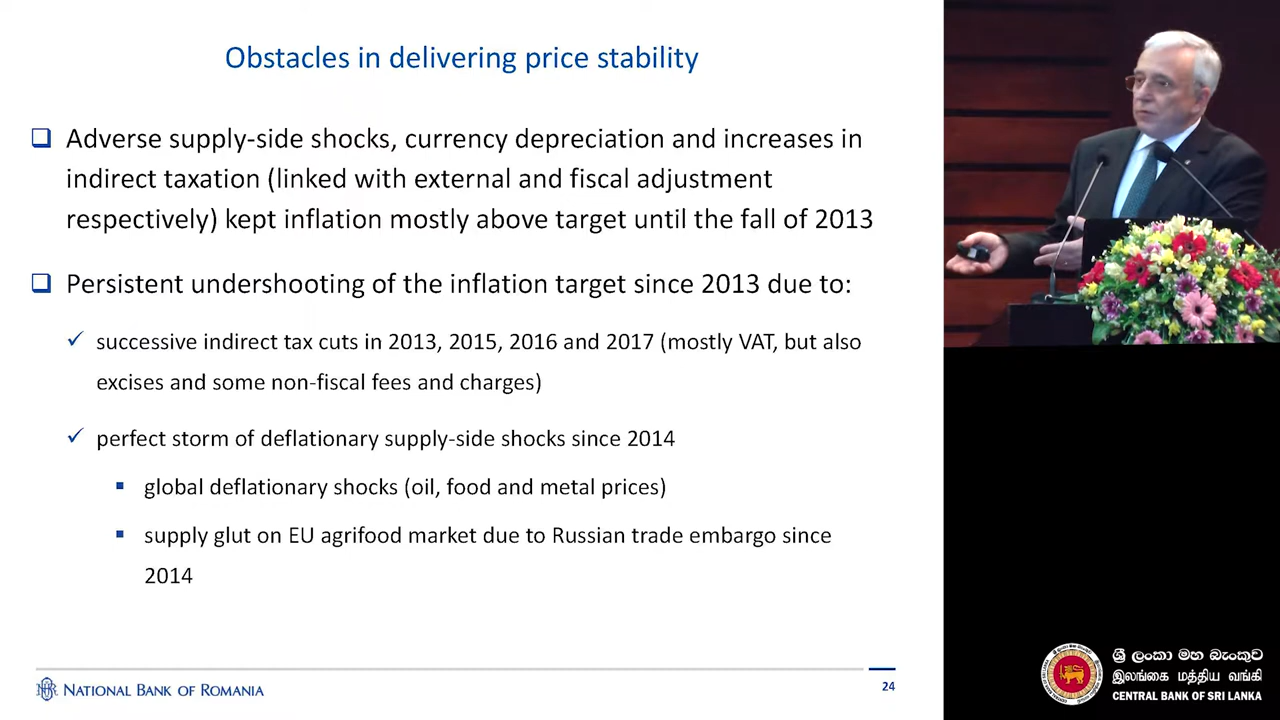 Obstacles in delivering price stability
Adverse supply-side shocks, currency depreciation and increases in
indirect taxation (linked with external and fiscal adjustment
respectively) kept inflation mostly above target until the fall of 2013
Persistent undershooting of the inflation target since 2013 due to:
successive indirect tax cuts in 2013, 2015, 2016 and 2017 (mostly VAT, but also
excises and some non-fiscal fees and charges)
perfect storm of deflationary supply-side shocks since 2014
global deflationary shocks (oil, food and metal prices)
supply glut on EU agrifood market due to Russian trade embargo since
2014
NATIONAL BANK OF ROMANIA
24
ශ්‍රී ලංකා මහ බැංකුව
இலங்கை மத்திய வங்கி
CENTRAL BANK OF SRI LANKA